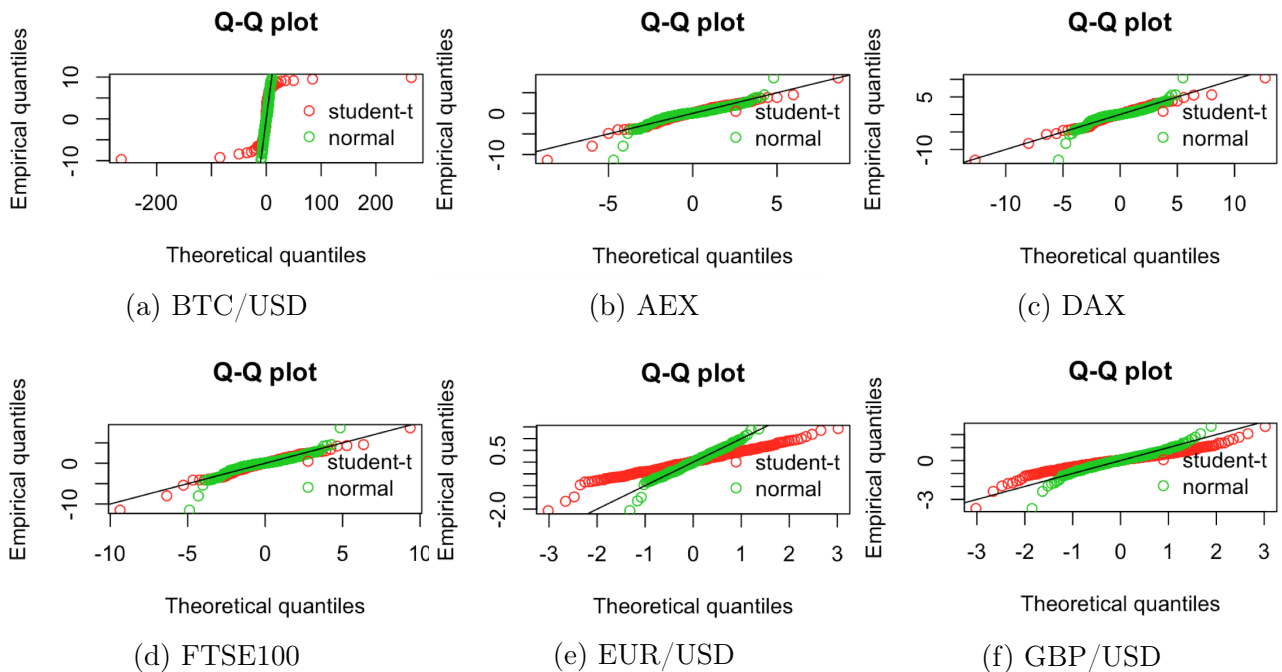 Q-Q plot
Empirical quantiles
-10 0 10
student-t
normal
-200 0 100 200
Theoretical quantiles
(a) BTC/USD
Q-Q plot
Empirical quantiles
-10 0
student-t
normal
-5 0 5
Theoretical quantiles
(b) AEX
Q-Q plot
Empirical quantiles
-10 5
student-t
normal
-10 -5 0 5 10
Theoretical quantiles
(c) DAX
Q-Q plot
Empirical quantiles
-10 0
student-t
normal
-10 -5 0 5 10
Theoretical quantiles
(d) FTSE100
Q-Q plot
Empirical quantiles
-2.0 0.5
student-t
normal
-3 -2 -1 0 1 2 3
Theoretical quantiles
(e) EUR/USD
Q-Q plot
Empirical quantiles
-3 0
student-t
normal
-3 -2 -1 0 1 2 3
Theoretical quantiles
(f) GBP/USD